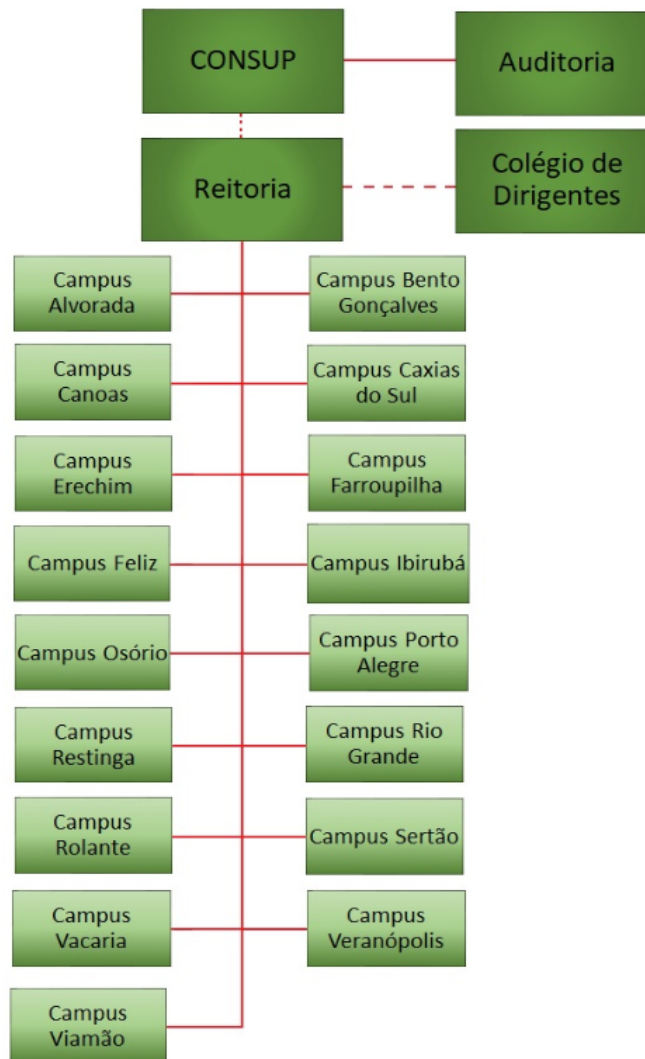 CONSUP
Auditoria
Reitoria
Colégio de
Dirigentes
Campus
Alvorada
Campus Bento
Gonçalves
Campus
Canoas
Campus Caxias
do Sul
Campus
Erechim
Campus
Farroupilha
Campus Feliz
Campus Ibirubá
Campus Osório
Campus Porto
Alegre
Campus
Restinga
Campus Rio
Grande
Campus
Rolante
Campus Sertão
Campus
Vacaria
Campus
Veranópolis
Campus
Viamão